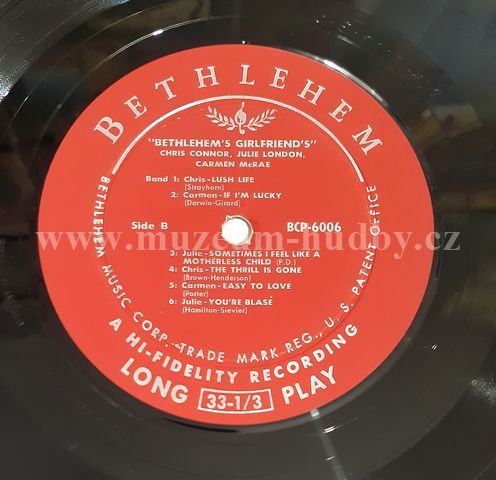 BETHLEHEM
"BETHLEHEM'S GIRLFRIEND'S"
CHRIS CONNOR, JULIE LONDON,
CARMEN McRAE
Band 1: Chris-LUSH LIFE
(Strayhorn)
2: Carmen-IF I'M LUCKY
(Darwin-Girard)
Side B
BCP-6006
www.muzeum-hudby.cz
3: Julie-SOMETIMES I FEEL LIKE A
MOTHERLESS CHILD (P.D.)
4: Chris-THE THRILL IS GONE
(Brown-Henderson)
5: Carmen-EASY TO LOVE
(Porter)
6: Julie-YOU'RE BLASÉ
(Hamilton-Sievier)
BETHLEHEM MUSIC CORP.,-TRADE MARK REG., U. S. PATENT OFFICE
A HI-FIDELITY RECORDING
LONG 33-1/3 PLAY